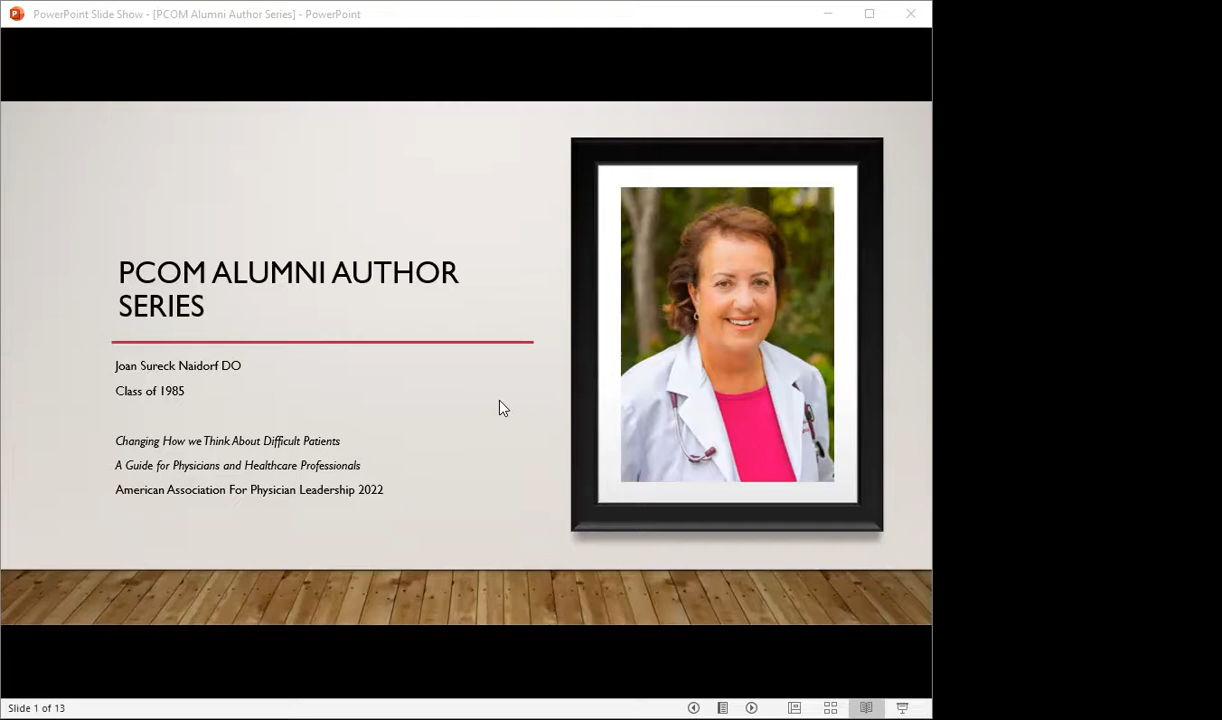 PowerPoint Slide Show - [PCOM Alumni Author Series] - PowerPoint
PCOM ALUMNI AUTHOR
SERIES
Joan Sureck Naidorf DO
Class of 1985
Changing How we Think About Difficult Patients
A Guide for Physicians and Healthcare Professionals
American Association For Physician Leadership 2022
Slide 1 of 13